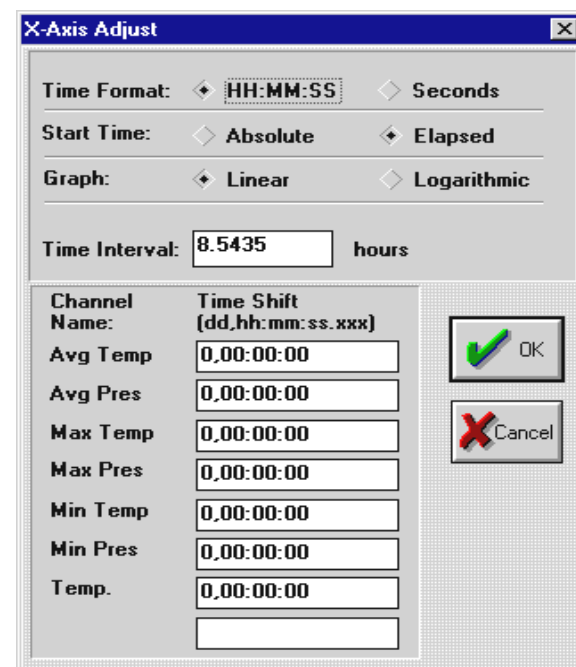 X-Axis Adjust
Time Format: HH:MM:SS Seconds
Start Time: Absolute Elapsed
Graph: Linear Logarithmic
Time Interval: 8.5435 hours
Channel Name: Time Shift (dd,hh:mm:ss.xxx)
Avg Temp 0,00:00:00
Avg Pres 0,00:00:00
Max Temp 0,00:00:00
Max Pres 0,00:00:00
Min Temp 0,00:00:00
Min Pres 0,00:00:00
Temp. 0,00:00:00
OK
Cancel